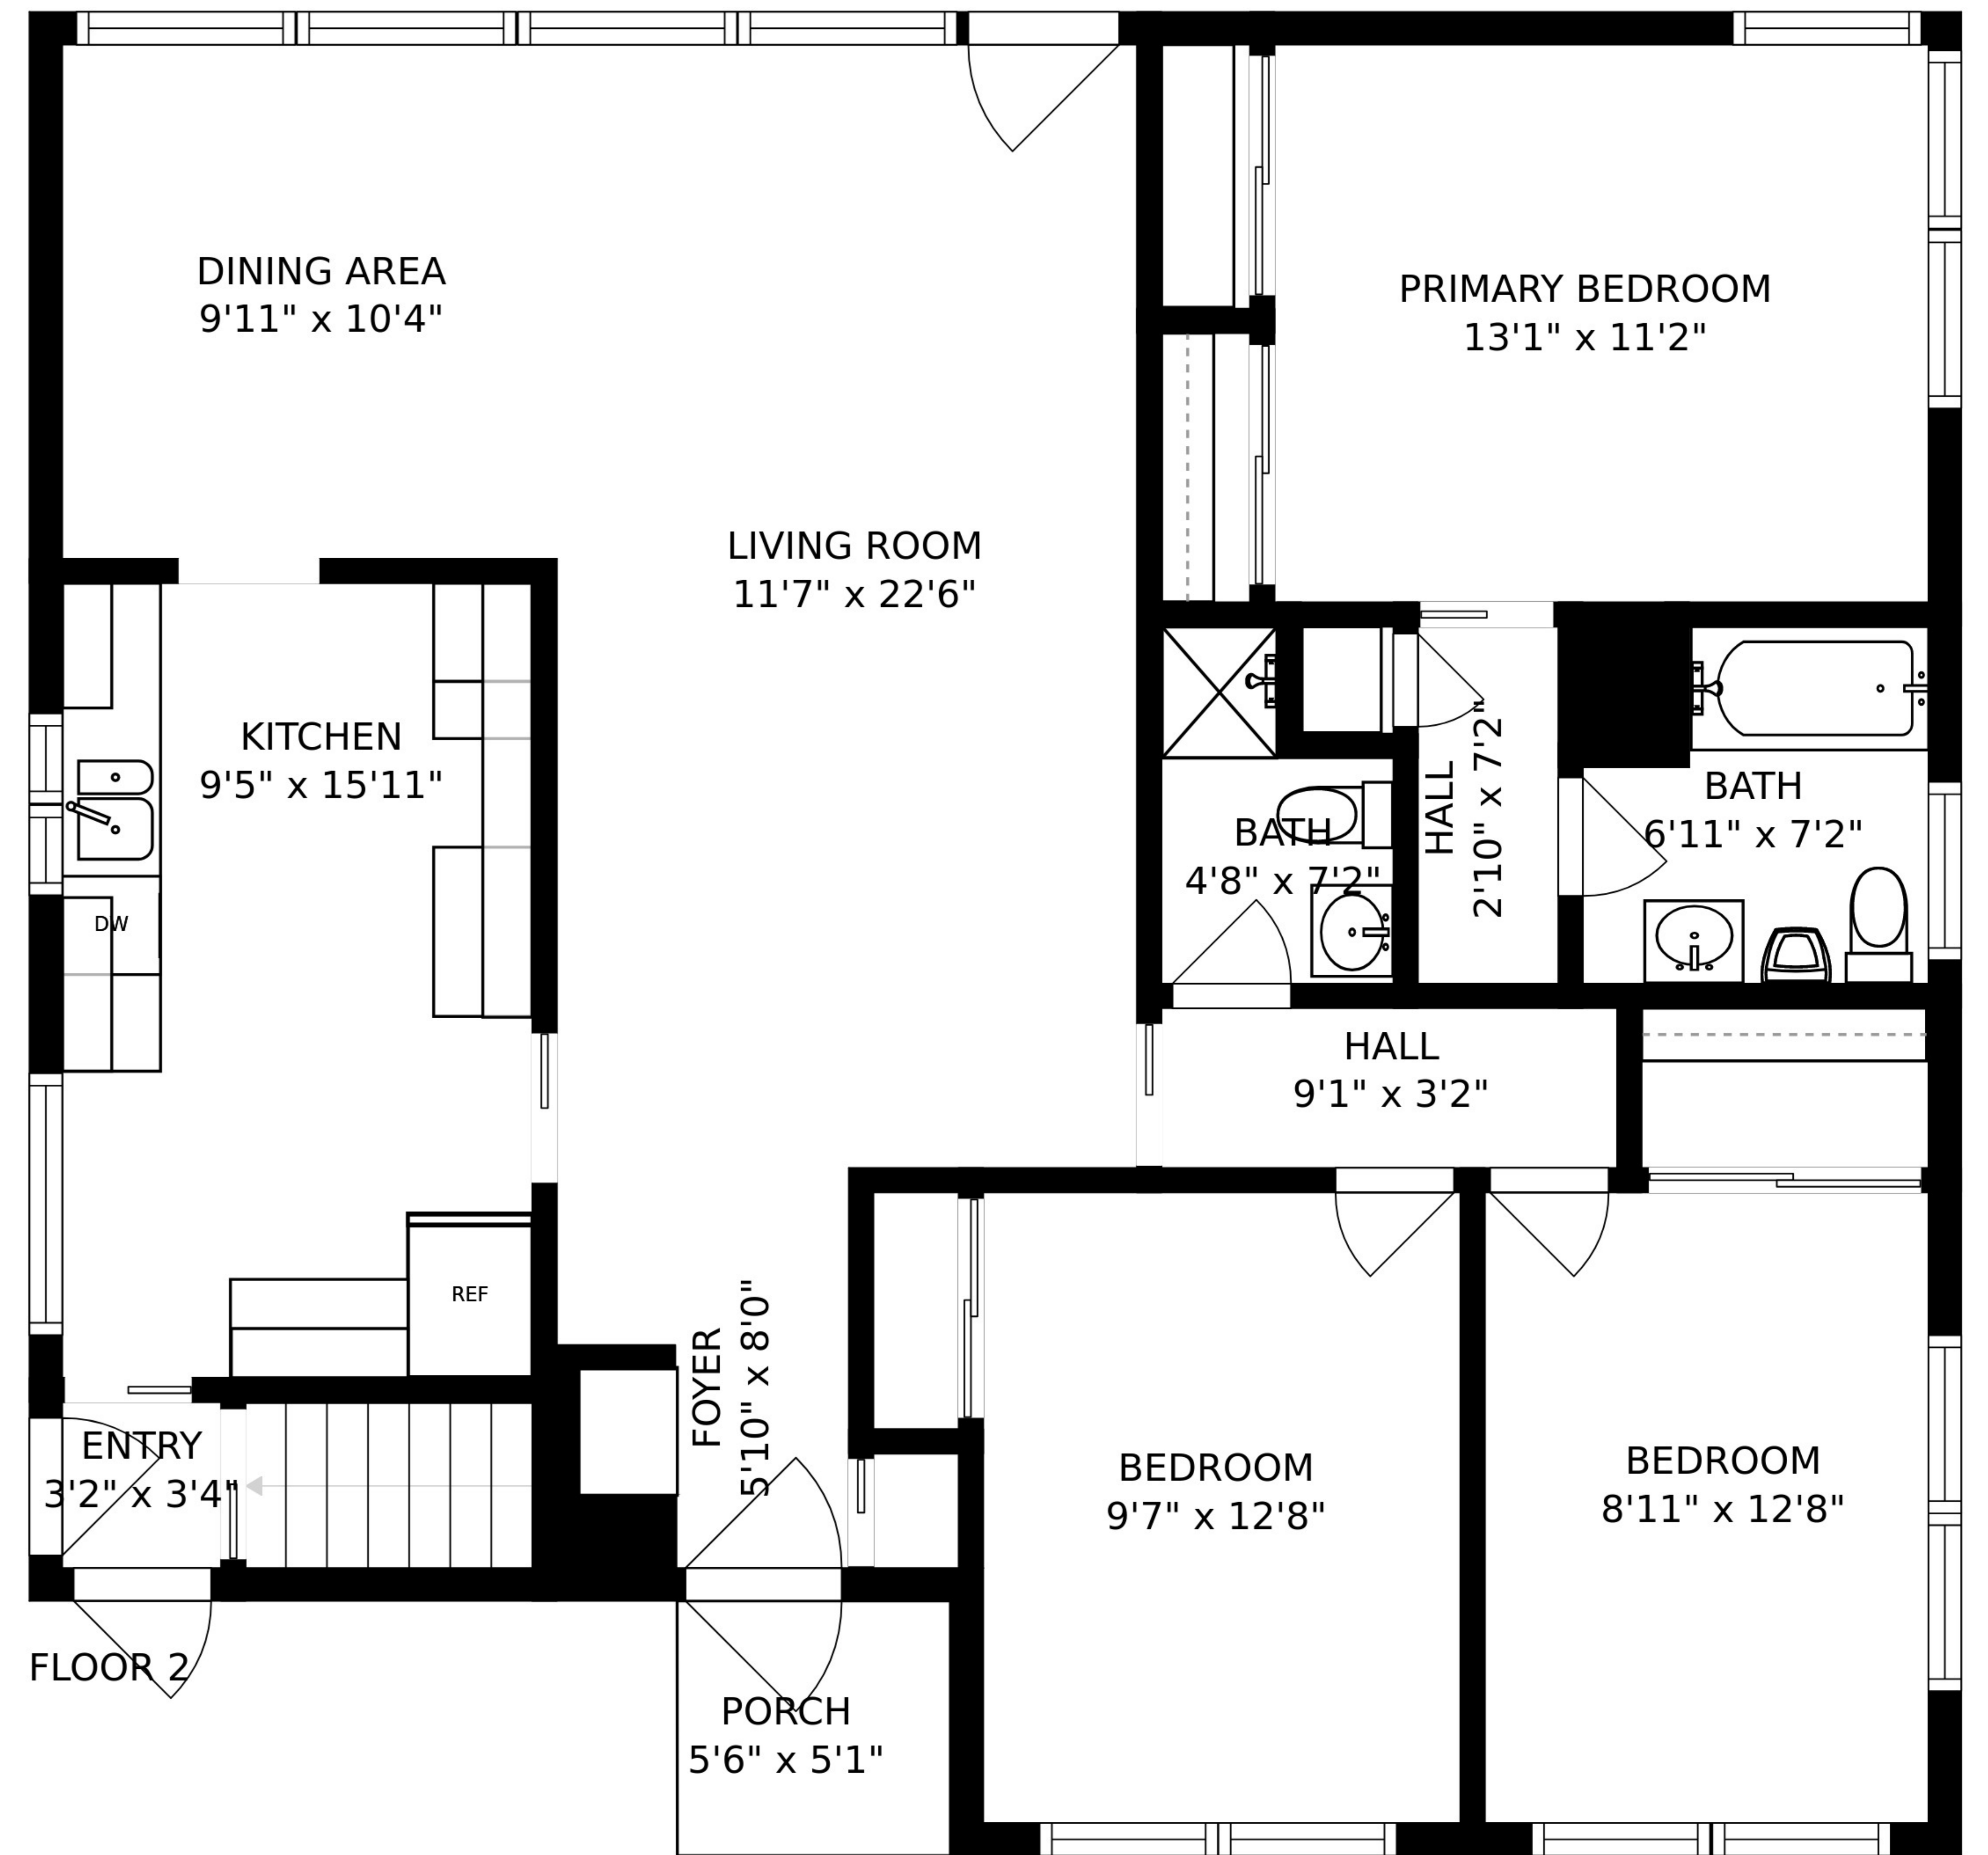 DINING AREA
9'11" x 10'4"
PRIMARY BEDROOM
13'1" x 11'2"
LIVING ROOM
11'7" x 22'6"
KITCHEN
9'5" x 15'11"
DW
BATH
4'8" x 7'2"
HALL
2'10" x 7'2"
BATH
6'11" x 7'2"
HALL
9'1" x 3'2"
REF
FOYER
5'10" x 8'0"
ENTRY
3'2" x 3'4"
BEDROOM
9'7" x 12'8"
BEDROOM
8'11" x 12'8"
FLOOR 2
PORCH
5'6" x 5'1"